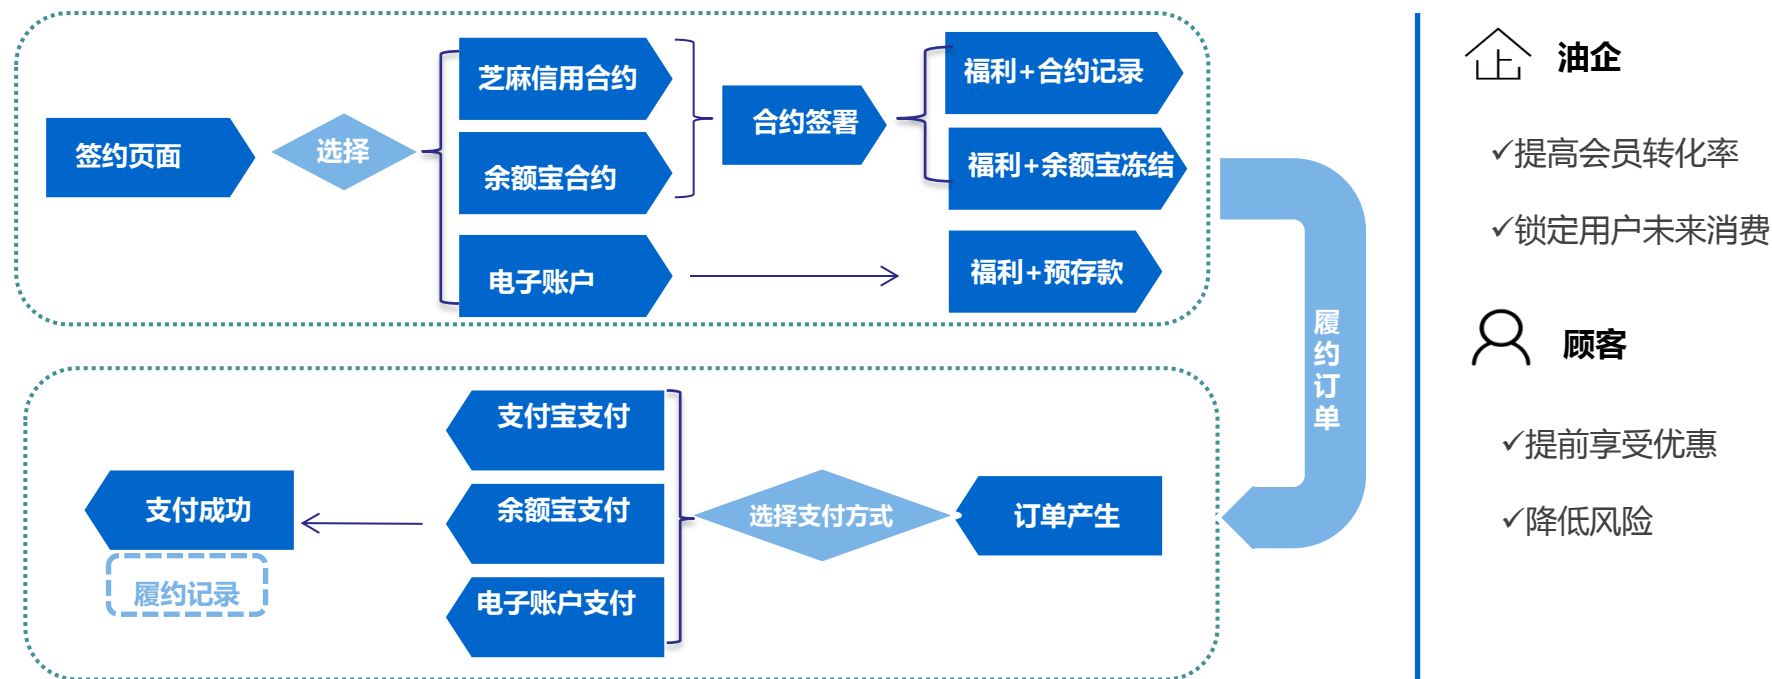 签约页面
选择
芝麻信用合约
余额宝合约
电子账户
合约签署
福利+合约记录
福利+余额宝冻结
福利+预存款
履约订单
订单产生
选择支付方式
支付宝支付
余额宝支付
电子账户支付
支付成功
履约记录
油企
✓提高会员转化率
✓锁定用户未来消费
顾客
✓提前享受优惠
✓降低风险